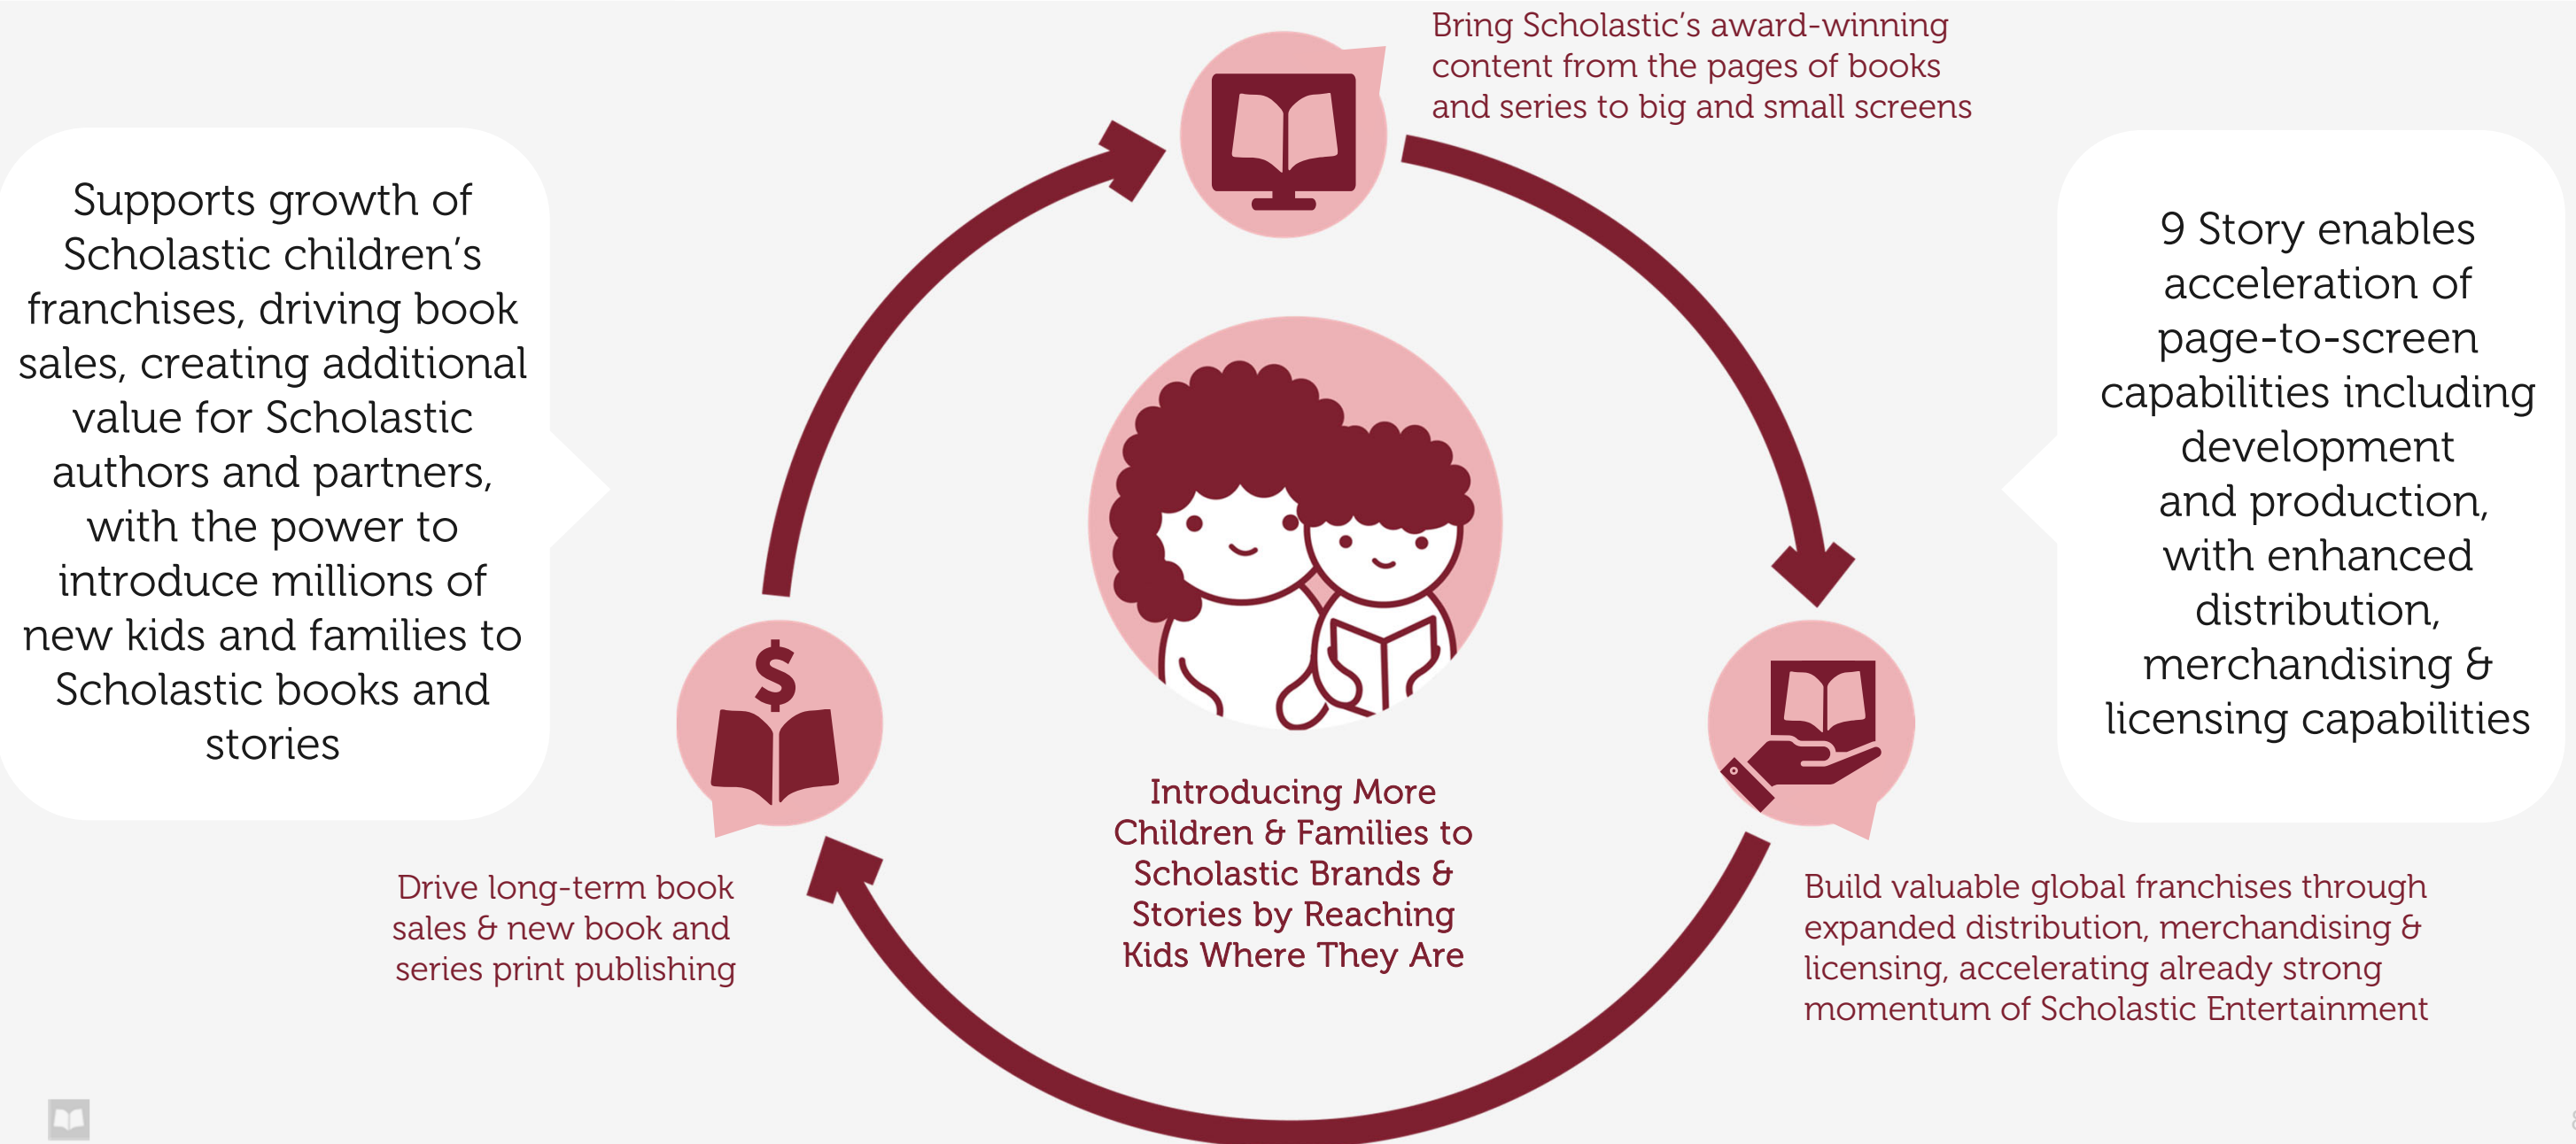 Bring Scholastic’s award-winning
content from the pages of books
and series to big and small screens
Supports growth of
Scholastic children’s
franchises, driving book
sales, creating additional
value for Scholastic
authors and partners,
with the power to
introduce millions of
new kids and families to
Scholastic books and
stories
9 Story enables
acceleration of
page-to-screen
capabilities including
development
and production,
with enhanced
distribution,
merchandising &
licensing capabilities
$
Introducing More
Children & Families to
Scholastic Brands &
Stories by Reaching
Kids Where They Are
Drive long-term book
sales & new book and
series print publishing
Build valuable global franchises through
expanded distribution, merchandising &
licensing, accelerating already strong
momentum of Scholastic Entertainment